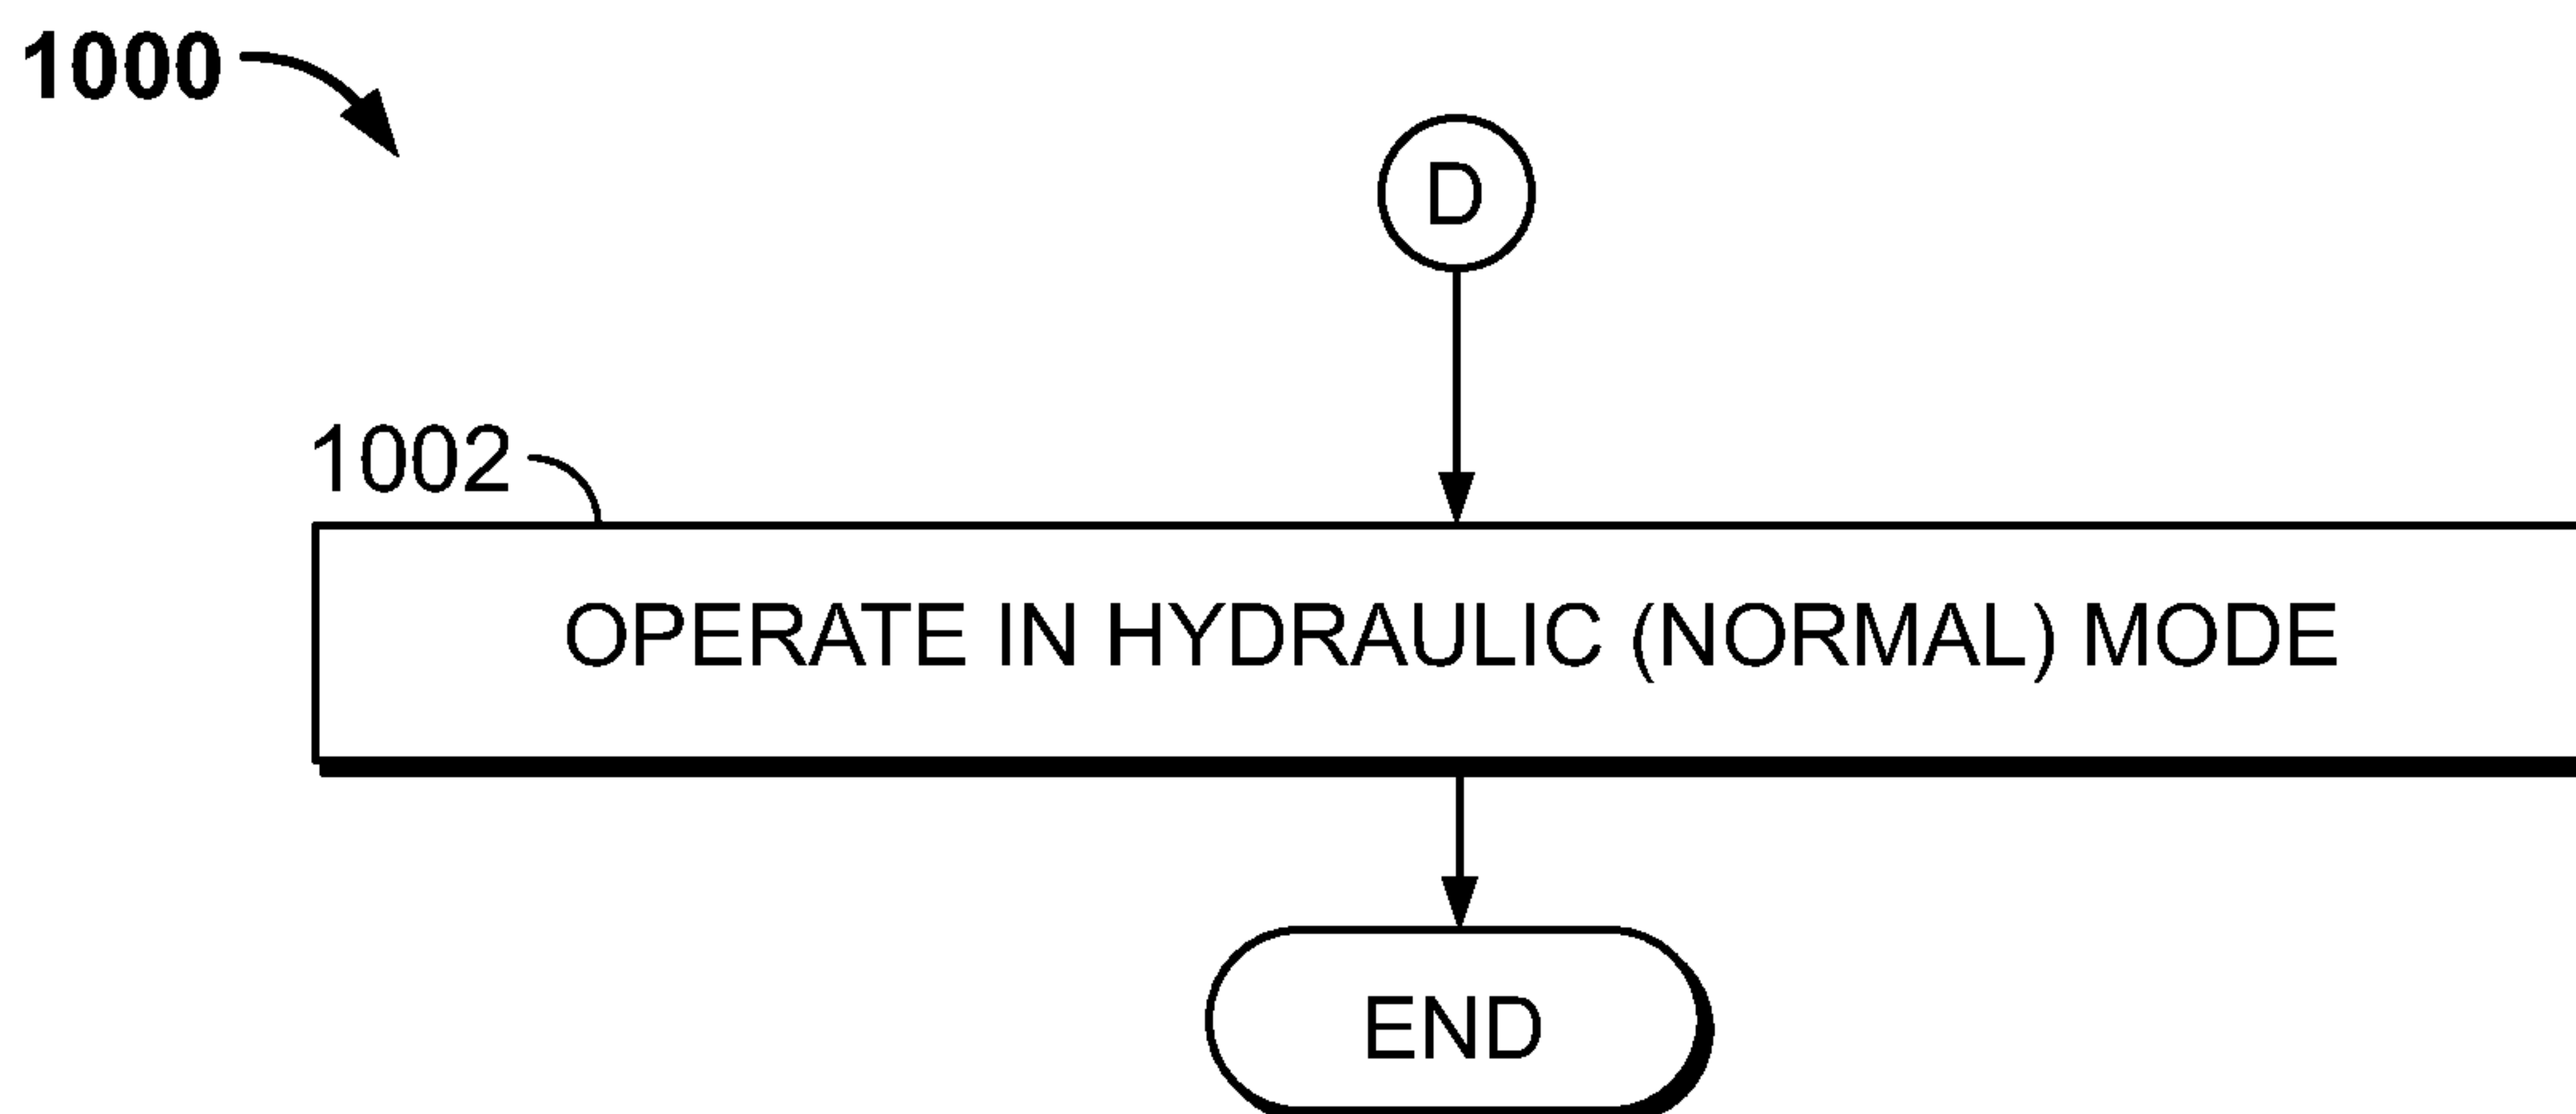 1000
D
1002
OPERATE IN HYDRAULIC (NORMAL) MODE
END